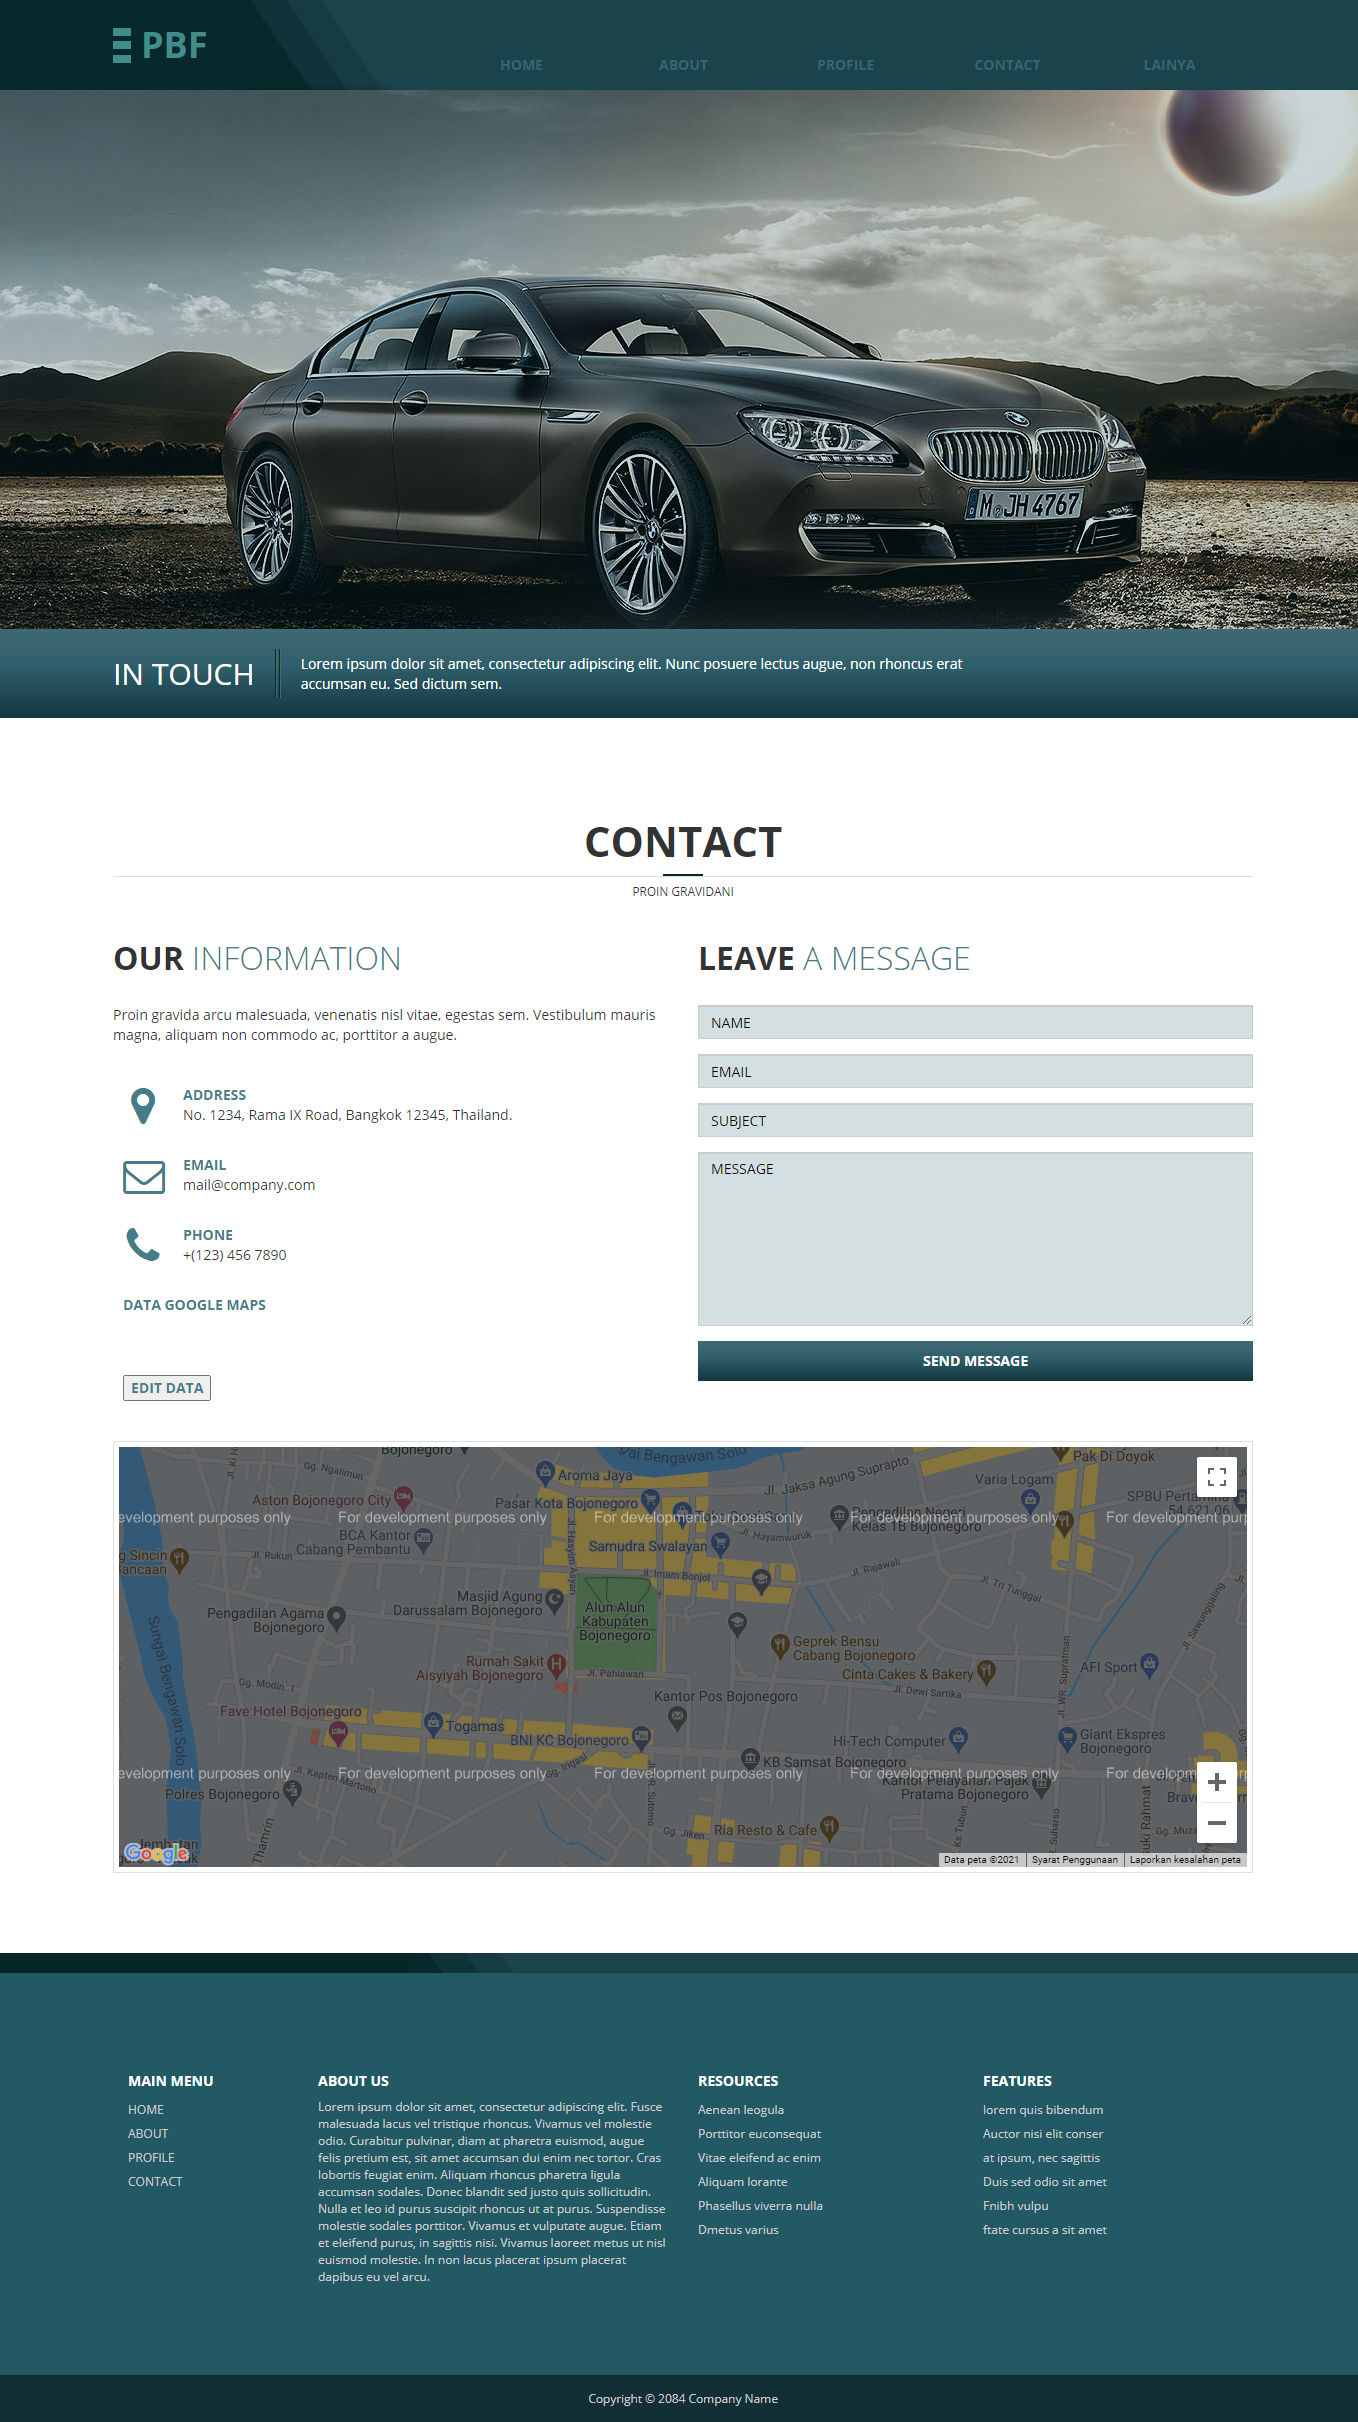 PBF
HOME
ABOUT
PROFILE
CONTACT
LAINYA
M JH 4767
IN TOUCH
Lorem ipsum dolor sit amet, consectetur adipiscing elit. Nunc posuere lectus augue, non rhoncus erat
accumsan eu. Sed dictum sem.
CONTACT
PROIN GRAVIDANI
OUR INFORMATION
Proin gravida arcu malesuada, venenatis nisl vitae, egestas sem. Vestibulum mauris
magna, aliquam non commodo ac, porttitor a augue.
ADDRESS
No. 1234, Rama IX Road, Bangkok 12345, Thailand.
EMAIL
mail@company.com
PHONE
+(123) 456 7890
DATA GOOGLE MAPS
EDIT DATA
LEAVE A MESSAGE
NAME
EMAIL
SUBJECT
MESSAGE
SEND MESSAGE
Bojonegoro
Gg. Ngalimun
Aroma Jaya
Jl. Jaksa Agung Suprapto
Varia Logam
Pak Di Doyok
Aston Bojonegoro City
Pasar Kota Bojonegoro
Pengadilan Negeri
Kelas 1B Bojonegoro
54.621.06
evelopment purposes only
For development purposes only
For development purposes only
For development purposes only
For development purp
BCA Kantor
Cabang Pembantu
Jl. Hasyim Asyari
Jl. Hayamwuruk
Samudra Swalayan
Jl. Rukun
Jl. Imam Bonjol
Jl. Rajawali
Jl. Tri Tunggal
Masjid Agung
Darussalam Bojonegoro
Alun Alun
Kabupaten
Bojonegoro
Pengadilan Agama
Bojonegoro
Jl. Sawunggaling
Sungai Bengawan Solo
Geprek Bensu
Cabang Bojonegoro
Rumah Sakit
Aisyiyah Bojonegoro
Jl. Pahlawan
Cinta Cakes & Bakery
Jl. WR. Supratman
AFI Sport
Gg. Modin. 1
Jl. Dewi Sartika
Kantor Pos Bojonegoro
Fave Hotel Bojonegoro
Togamas
BNI KC Bojonegoro
Hi-Tech Computer
Giant Ekspres
Bojonegoro
KB Samsat Bojonegoro
evelopment purposes only
For development purposes only
For development purposes only
For development purposes only
Jl. Kapten Martono
Gg. Irigasi
Kantor Pelayanan Pajak
Pratama Bojonegoro
Polres Bojonegoro
Ria Resto & Cafe
Gg. Jiken
Google
Data peta ©2021
Syarat Penggunaan
Laporkan kesalahan peta
MAIN MENU
HOME
ABOUT
PROFILE
CONTACT
ABOUT US
Lorem ipsum dolor sit amet, consectetur adipiscing elit. Fusce
malesuada lacus vel tristique rhoncus. Vivamus vel molestie
odio. Curabitur pulvinar, diam at pharetra euismod, augue
felis pretium est, sit amet accumsan dui enim nec tortor. Cras
lobortis feugiat enim. Aliquam rhoncus pharetra ligula
accumsan sodales. Donec blandit sed justo quis sollicitudin.
Nulla et leo id purus suscipit rhoncus ut at purus. Suspendisse
molestie sodales porttitor. Vivamus et vulputate augue. Etiam
et eleifend purus, in sagittis nisi. Vivamus laoreet metus ut nisl
euismod molestie. In non lacus placerat ipsum placerat
dapibus eu vel arcu.
RESOURCES
Aenean leogula
Porttitor euconsequat
Vitae eleifend ac enim
Aliquam lorante
Phasellus viverra nulla
Dmetus varius
FEATURES
lorem quis bibendum
Auctor nisi elit conser
at ipsum, nec sagittis
Duis sed odio sit amet
Fnibh vulpu
ftate cursus a sit amet
Copyright © 2084 Company Name